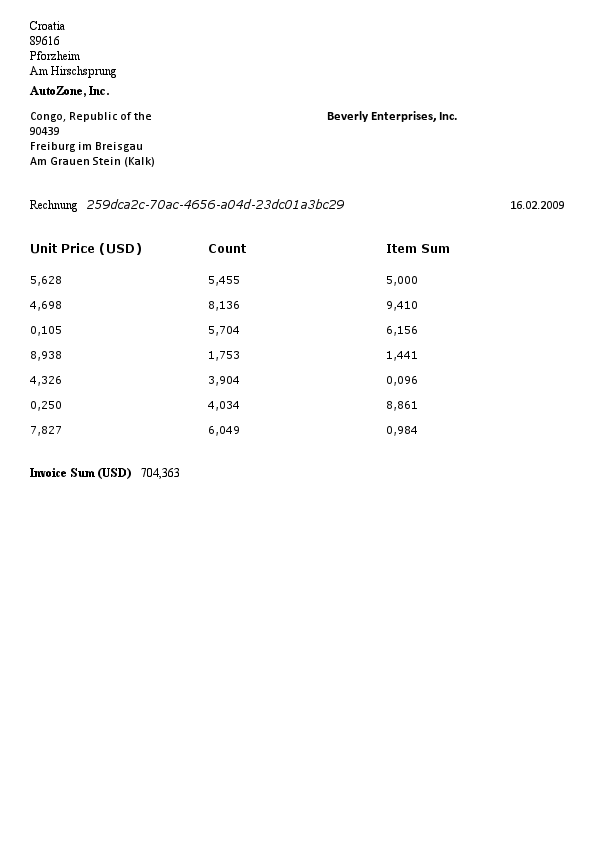 Croatia
89616
Pforzheim
Am Hirschsprung
AutoZone, Inc.
Congo, Republic of the
90439
Freiburg im Breisgau
Am Grauen Stein (Kalk)
Beverly Enterprises, Inc.
Rechnung 259dca2c-70ac-4656-a04d-23dc01a3bc29 16.02.2009
Unit Price (USD) Count Item Sum
5,628 5,455 5,000
4,698 8,136 9,410
0,105 5,704 6,156
8,938 1,753 1,441
4,326 3,904 0,096
0,250 4,034 8,861
7,827 6,049 0,984
Invoice Sum (USD) 704,363